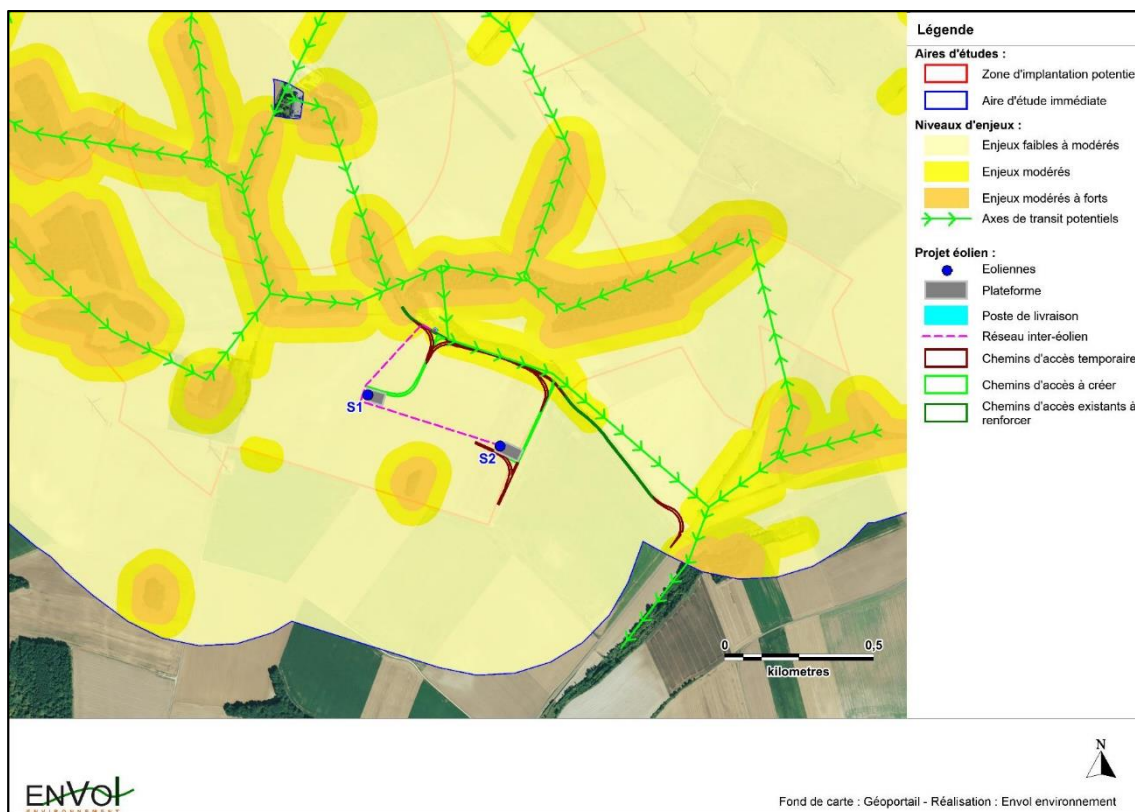 Légende
Aires d'études :
Zone d'implantation potentie
Aire d'étude immédiate
Niveaux d'enjeux :
Enjeux faibles à modérés
Enjeux modérés
Enjeux modérés à forts
Axes de transit potentiels
Projet éolien :
Eoliennes
Plateforme
Poste de livraison
Réseau inter-éolien
Chemins d'accès temporaire
Chemins d'accès à créer
Chemins d'accès existants à
renforcer
S1
S2
0 0,5
kilometres
N
ENVOl
ENVIRONNEMENT
Fond de carte : Géoportail - Réalisation : Envol environnement